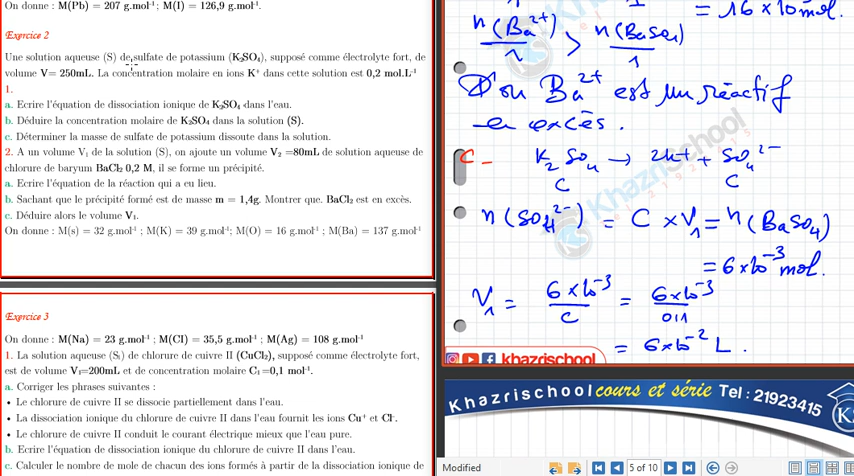 On donne : M(Pb) = 207 g.mol⁻¹; M(I) = 126,9 g.mol⁻¹.
Exercice 2
Une solution aqueuse (S) de sulfate de potassium (K₂SO₄), supposé comme électrolyte fort, de
volume V= 250mL. La concentration molaire en ions K⁺ dans cette solution est 0,2 mol.L⁻¹
1.
a. Ecrire l'équation de dissociation ionique de K₂SO₄ dans l'eau.
b. Déduire la concentration molaire de K₂SO₄ dans la solution (S).
c. Déterminer la masse de sulfate de potassium dissoute dans la solution.
2. A un volume V₁ de la solution (S), on ajoute un volume V₂ =80mL de solution aqueuse de
chlorure de baryum BaCl₂ 0,2 M, il se forme un précipité.
a. Ecrire l'équation de la réaction qui a eu lieu.
b. Sachant que le précipité formé est de masse m = 1,4g. Montrer que. BaCl₂ est en excès.
c. Déduire alors le volume V₁.
On donne : M(s) = 32 g.mol⁻¹ ; M(K) = 39 g.mol⁻¹; M(O) = 16 g.mol⁻¹ ; M(Ba) = 137 g.mol⁻¹
Exercice 3
On donne : M(Na) = 23 g.mol⁻¹ ; M(Cl) = 35,5 g.mol⁻¹ ; M(Ag) = 108 g.mol⁻¹
1. La solution aqueuse (S₁) de chlorure de cuivre II (CuCl₂), supposé comme électrolyte fort,
est de volume V₁=200mL et de concentration molaire C₁=0,1 mol⁻¹.
a. Corriger les phrases suivantes :
• Le chlorure de cuivre II se dissocie partiellement dans l'eau.
• La dissociation ionique du chlorure de cuivre II dans l'eau fournit les ions Cu⁺ et Cl⁻.
• Le chlorure de cuivre II conduit le courant électrique mieux que l'eau pure.
b. Ecrire l'équation de dissociation ionique du chlorure de cuivre II dans l'eau.
c. Calculer le nombre de mole de chacun des ions formés à partir de la dissociation ionique de
n(Ba²⁺)/1 > n(BaSO₄)/1
D'où Ba²⁺ est un réactif
en excès.
C - K₂SO₄ → 2K⁺ + SO₄²⁻
C C
n(SO₄²⁻) = C × V₁ = n(BaSO₄)
= 6×10⁻³ mol.
V₁ = 6×10⁻³/C = 6×10⁻³/0,1
= 6×10⁻² L.
khazrischool
Khazrischool cours et série Tel : 21923415
Modified
5 of 10